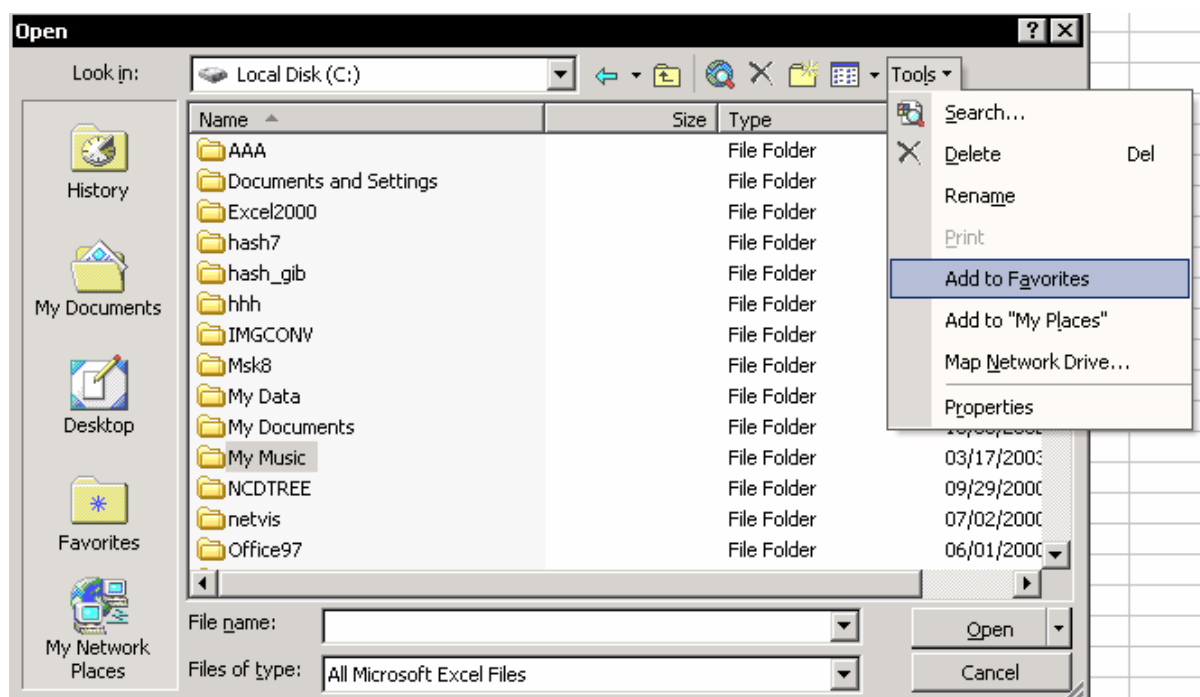 Open
Look in: Local Disk (C:) Tools
Name Size Type
AAA File Folder
Documents and Settings File Folder
Excel2000 File Folder
hash7 File Folder
hash_gib File Folder
hhh File Folder
IMGCONV File Folder
Msk8 File Folder
My Data File Folder
My Documents File Folder
My Music File Folder 03/17/2003
NCDTREE File Folder 09/29/2000
netvis File Folder 07/02/2000
Office97 File Folder 06/01/2000
History
My Documents
Desktop
Favorites
My Network
Places
Search...
Delete Del
Rename
Print
Add to Favorites
Add to "My Places"
Map Network Drive...
Properties
File name: Open
Files of type: All Microsoft Excel Files Cancel